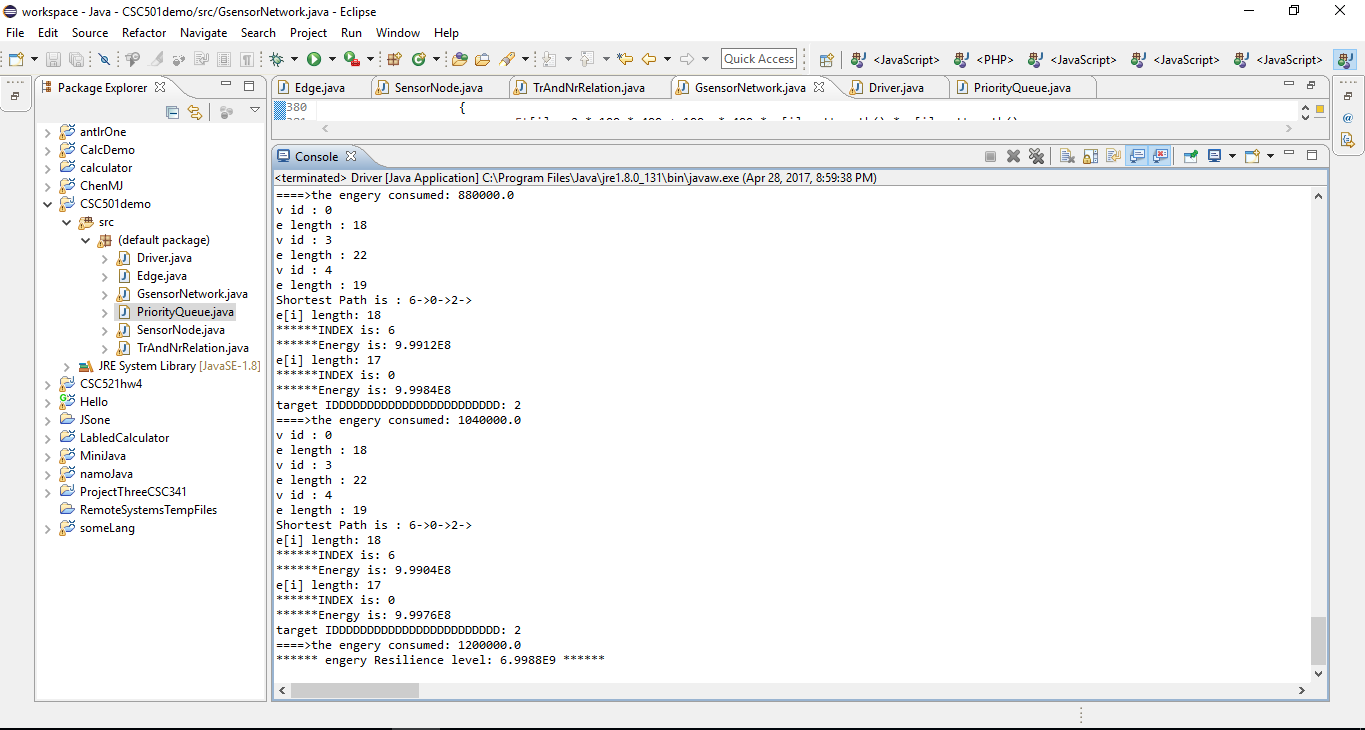 workspace - Java - CSC501demo/src/GsensorNetwork.java - Eclipse
File Edit Source Refactor Navigate Search Project Run Window Help
Quick Access <JavaScript> <PHP> <JavaScript> <JavaScript> <JavaScript>
Package Explorer
antlrOne
CalcDemo
calculator
ChenMJ
CSC501demo
src
(default package)
Driver.java
Edge.java
GsensorNetwork.java
PriorityQueue.java
SensorNode.java
TrAndNrRelation.java
JRE System Library [JavaSE-1.8]
CSC521hw4
Hello
JSone
LabledCalculator
MiniJava
namoJava
ProjectThreeCSC341
RemoteSystemsTempFiles
someLang
Edge.java SensorNode.java TrAndNrRelation.java GsensorNetwork.java Driver.java PriorityQueue.java
380 {
Console
<terminated> Driver [Java Application] C:\Program Files\Java\jre1.8.0_131\bin\javaw.exe (Apr 28, 2017, 8:59:38 PM)
====>the engery consumed: 880000.0
v id : 0
e length : 18
v id : 3
e length : 22
v id : 4
e length : 19
Shortest Path is : 6->0->2->
e[i] length: 18
******INDEX is: 6
******Energy is: 9.9912E8
e[i] length: 17
******INDEX is: 0
******Energy is: 9.9984E8
target IDDDDDDDDDDDDDDDDDDDDDDDD: 2
====>the engery consumed: 1040000.0
v id : 0
e length : 18
v id : 3
e length : 22
v id : 4
e length : 19
Shortest Path is : 6->0->2->
e[i] length: 18
******INDEX is: 6
******Energy is: 9.9904E8
e[i] length: 17
******INDEX is: 0
******Energy is: 9.9976E8
target IDDDDDDDDDDDDDDDDDDDDDDDD: 2
====>the engery consumed: 1200000.0
****** engery Resilience level: 6.9988E9 ******